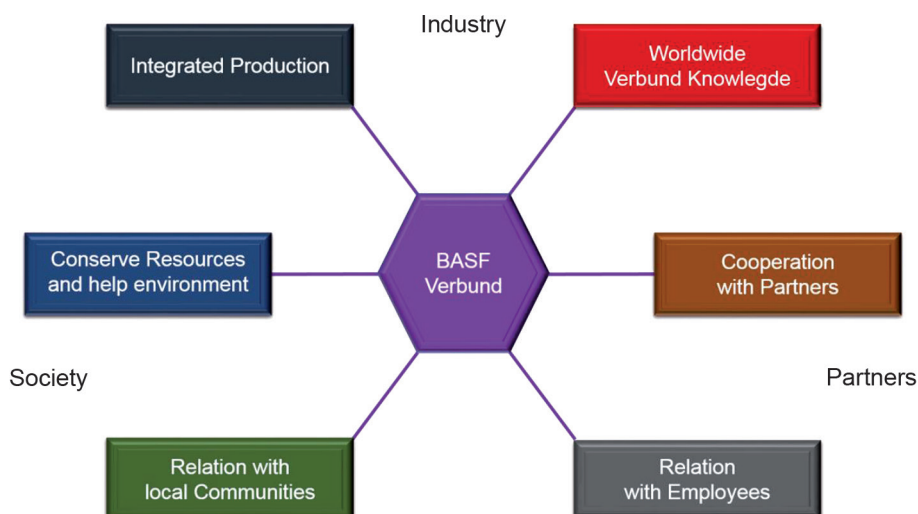 Industry
Integrated Production
Worldwide
Verbund Knowlegde
Conserve Resources
and help environment
BASF
Verbund
Cooperation
with Partners
Society
Partners
Relation with
local Communities
Relation
with Employees